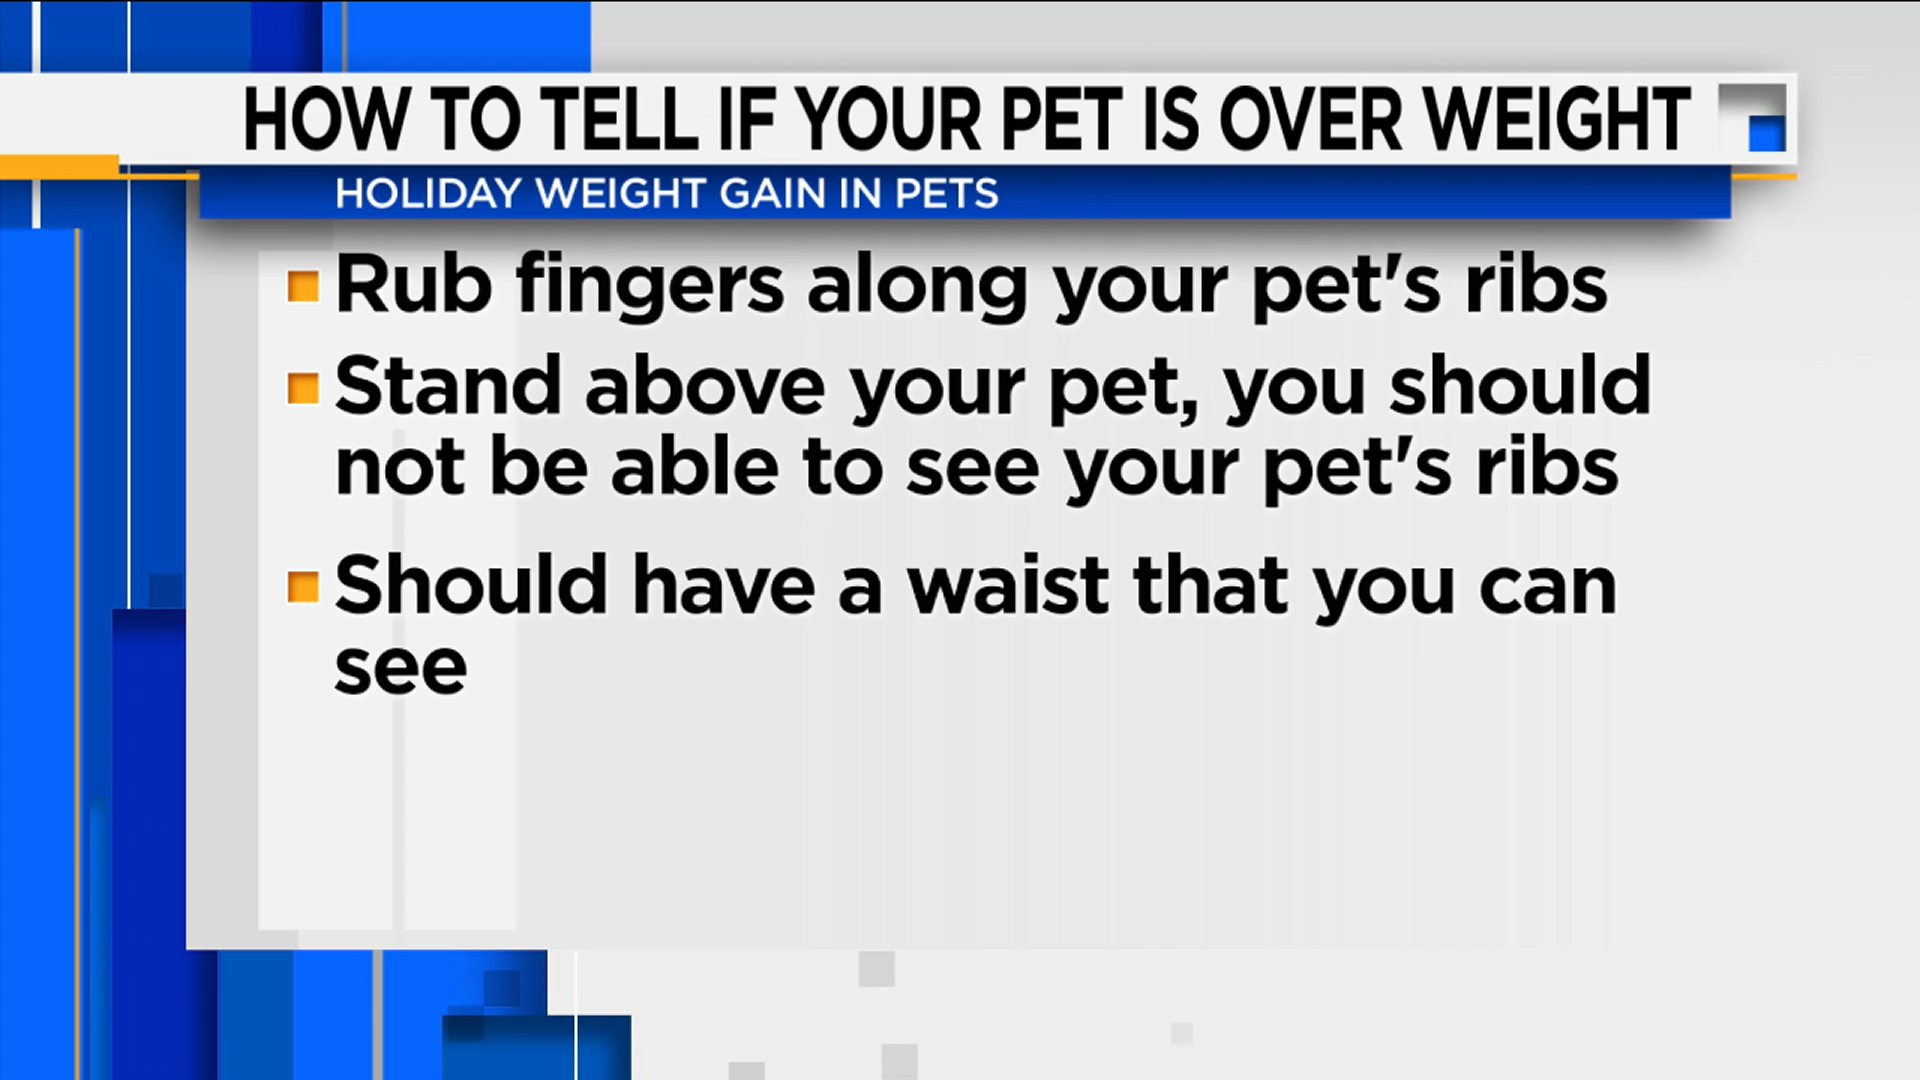 HOW TO TELL IF YOUR PET IS OVER WEIGHT
HOLIDAY WEIGHT GAIN IN PETS
Rub fingers along your pet's ribs
Stand above your pet, you should
not be able to see your pet's ribs
Should have a waist that you can
see